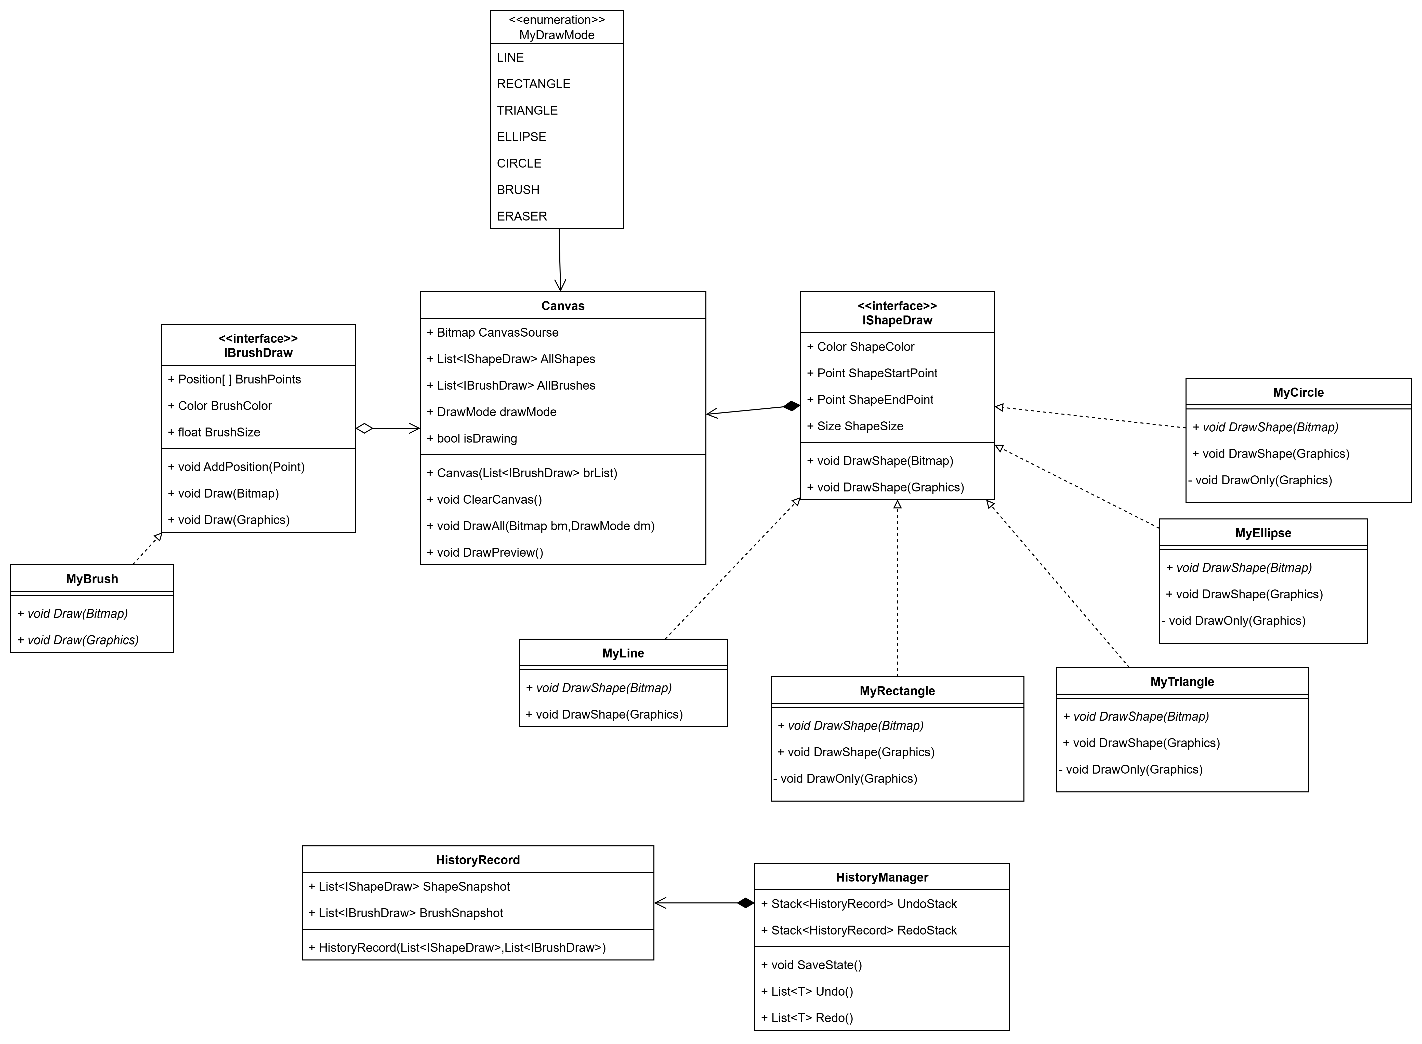 <<enumeration>>
MyDrawMode
LINE
RECTANGLE
TRIANGLE
ELLIPSE
CIRCLE
BRUSH
ERASER
<<interface>>
IBrushDraw
+ Position[ ] BrushPoints
+ Color BrushColor
+ float BrushSize
+ void AddPosition(Point)
+ void Draw(Bitmap)
+ void Draw(Graphics)
Canvas
+ Bitmap CanvasSourse
+ List<IShapeDraw> AllShapes
+ List<IBrushDraw> AllBrushes
+ DrawMode drawMode
+ bool isDrawing
+ Canvas(List<IBrushDraw> brList)
+ void ClearCanvas()
+ void DrawAll(Bitmap bm,DrawMode dm)
+ void DrawPreview()
<<interface>>
IShapeDraw
+ Color ShapeColor
+ Point ShapeStartPoint
+ Point ShapeEndPoint
+ Size ShapeSize
+ void DrawShape(Bitmap)
+ void DrawShape(Graphics)
MyCircle
+ void DrawShape(Bitmap)
+ void DrawShape(Graphics)
- void DrawOnly(Graphics)
MyEllipse
+ void DrawShape(Bitmap)
+ void DrawShape(Graphics)
- void DrawOnly(Graphics)
MyBrush
+ void Draw(Bitmap)
+ void Draw(Graphics)
MyLine
+ void DrawShape(Bitmap)
+ void DrawShape(Graphics)
MyRectangle
+ void DrawShape(Bitmap)
+ void DrawShape(Graphics)
- void DrawOnly(Graphics)
MyTriangle
+ void DrawShape(Bitmap)
+ void DrawShape(Graphics)
- void DrawOnly(Graphics)
HistoryRecord
+ List<IShapeDraw> ShapeSnapshot
+ List<IBrushDraw> BrushSnapshot
+ HistoryRecord(List<IShapeDraw>,List<IBrushDraw>)
HistoryManager
+ Stack<HistoryRecord> UndoStack
+ Stack<HistoryRecord> RedoStack
+ void SaveState()
+ List<T> Undo()
+ List<T> Redo()